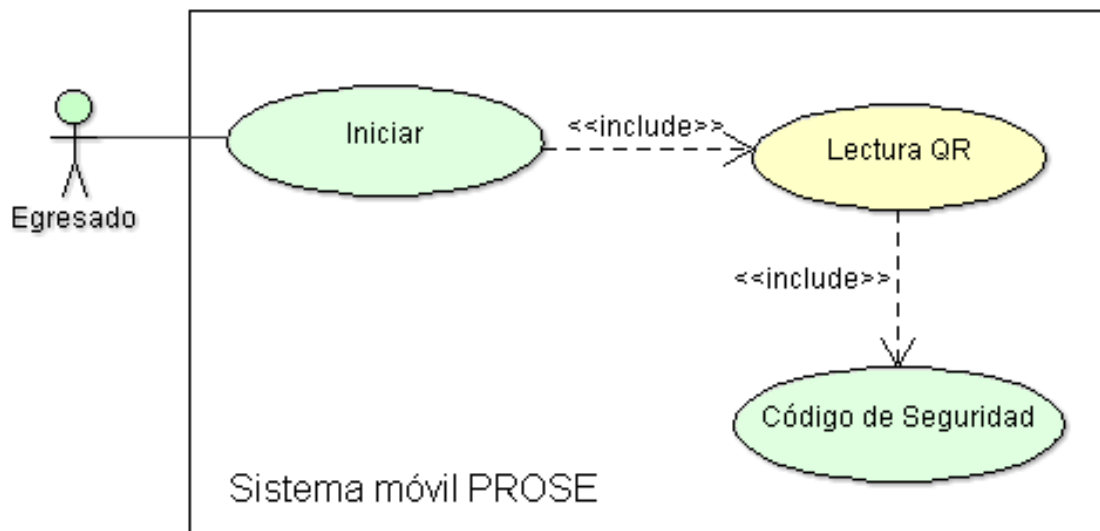 Iniciar
<<include>>
Lectura QR
Egresado
<<include>>
Código de Seguridad
Sistema móvil PROSE